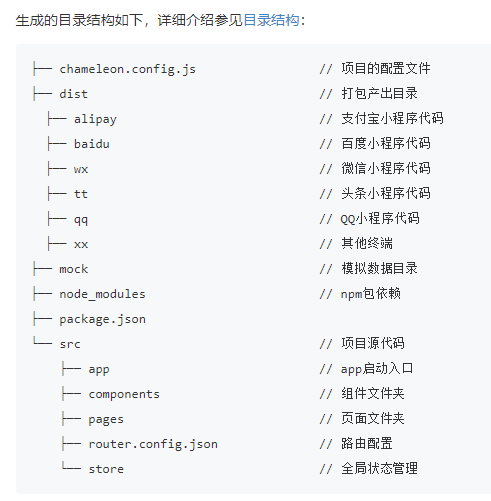 生成的目录结构如下，详细介绍参见目录结构：
├── chameleon.config.js                 // 项目的配置文件
├── dist                                // 打包产出目录
  ├── alipay                            // 支付宝小程序代码
  ├── baidu                             // 百度小程序代码
  ├── wx                                // 微信小程序代码
  ├── tt                                // 头条小程序代码
  ├── qq                                // QQ小程序代码
  ├── xx                                // 其他终端
├── mock                                // 模拟数据目录
├── node_modules                        // npm包依赖
├── package.json
└── src                                 // 项目源代码
    ├── app                             // app启动入口
    ├── components                      // 组件文件夹
    ├── pages                           // 页面文件夹
    ├── router.config.json              // 路由配置
    └── store                           // 全局状态管理